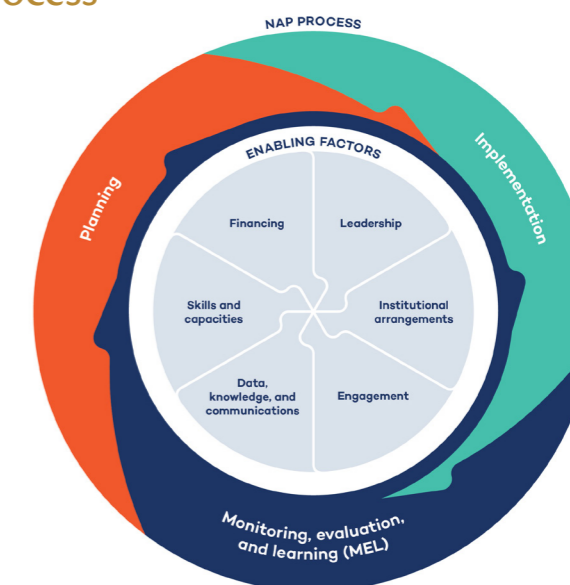 NAP PROCESS
ENABLING FACTORS
Planning
Implementation
Financing
Leadership
Skills and
capacities
Institutional
arrangements
Data,
knowledge, and
communications
Engagement
Monitoring, evaluation,
and learning (MEL)